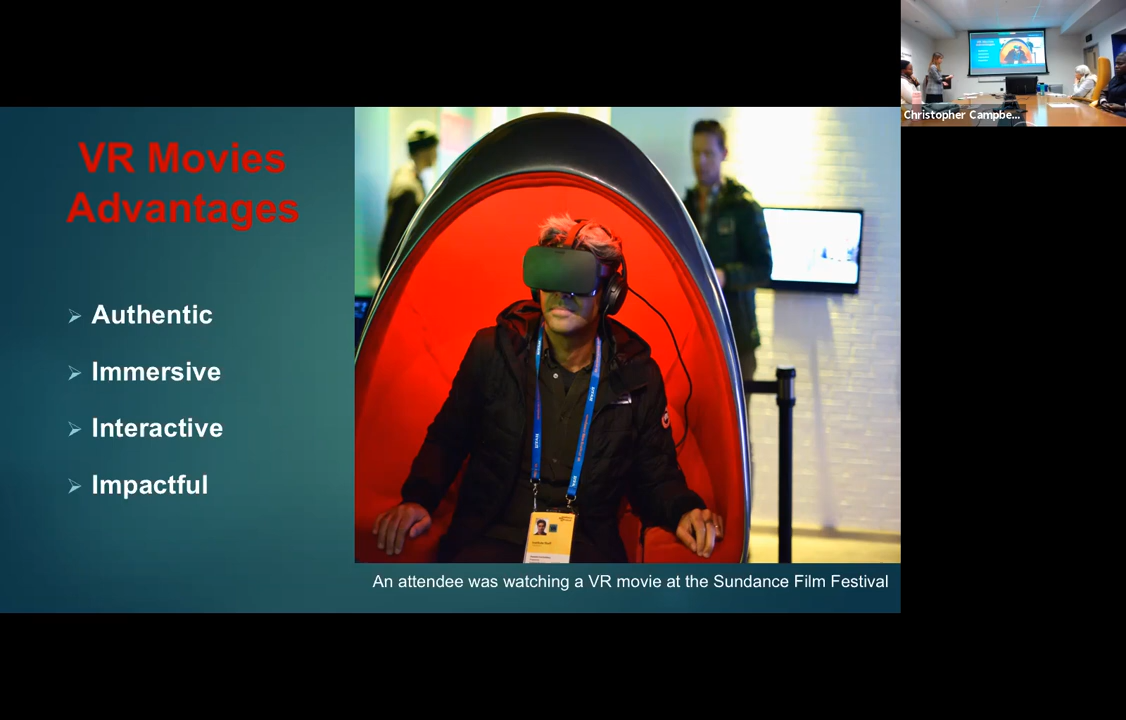 VR Movies
Advantages
Authentic
Immersive
Interactive
Impactful
An attendee was watching a VR movie at the Sundance Film Festival
Christopher Campbe...